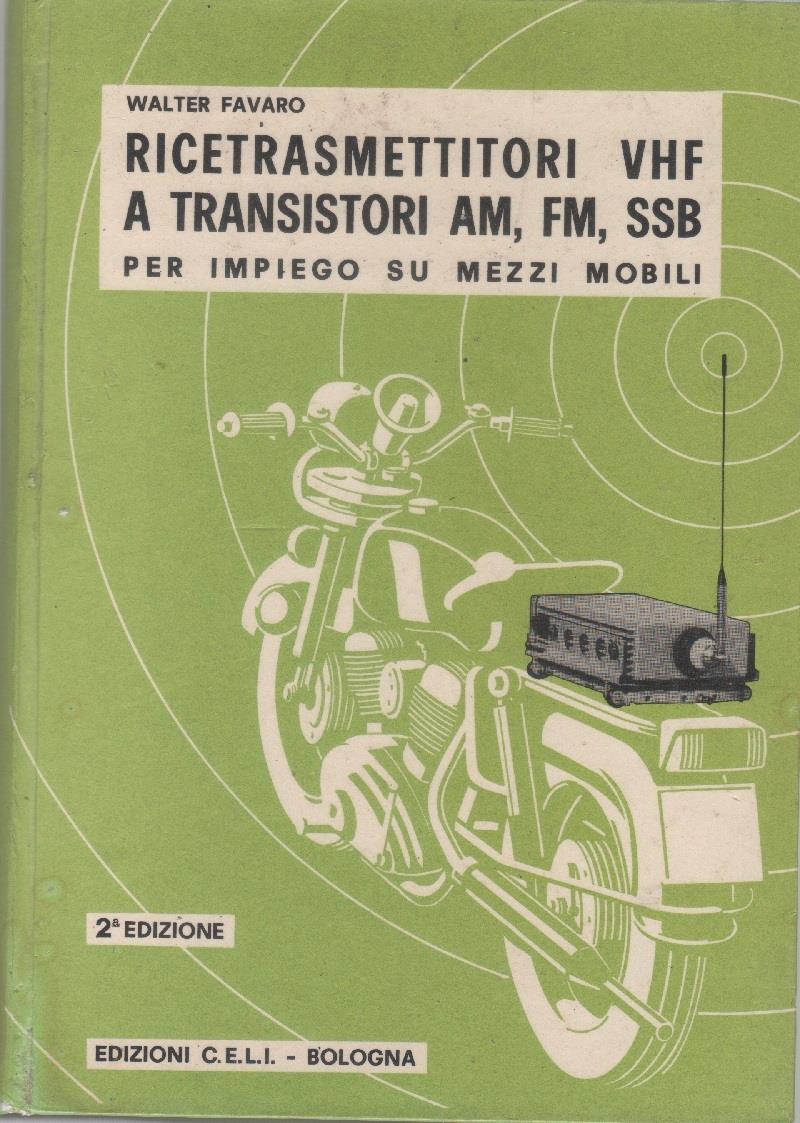 WALTER FAVARO
RICETRASMETTITORI VHF
A TRANSISTORI AM, FM, SSB
PER IMPIEGO SU MEZZI MOBILI
2ª EDIZIONE
EDIZIONI C.E.L.I. - BOLOGNA